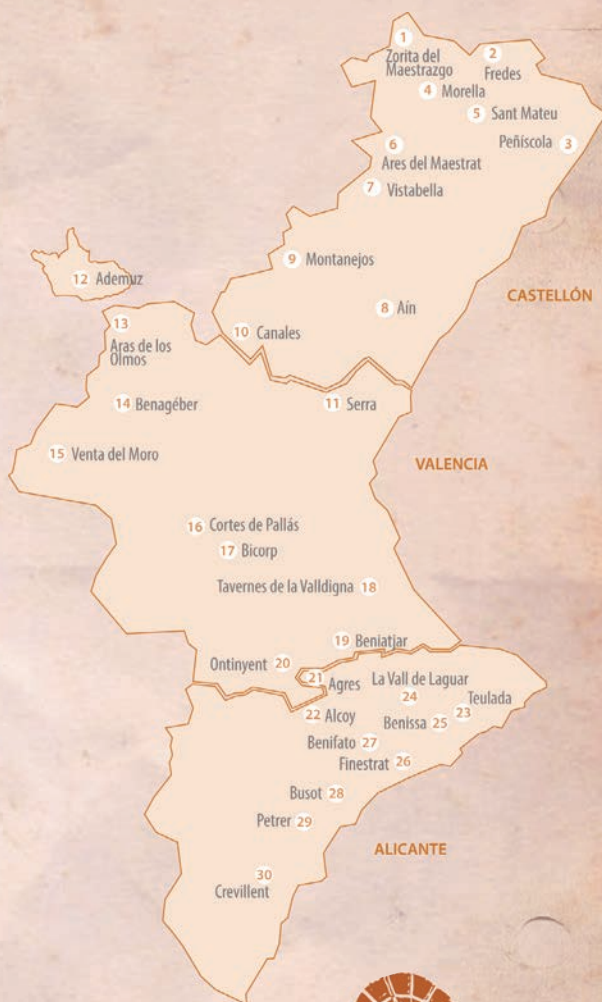 1
Zorita del
Maestrazgo
2
Fredes
4 Morella
5 Sant Mateu
Peñíscola 3
6
Ares del Maestrat
7 Vistabella
9 Montanejos
12 Ademuz
CASTELLÓN
8 Aín
13
Aras de los
Olmos
10 Canales
14 Benagéber
11 Serra
15 Venta del Moro
VALENCIA
16 Cortes de Pallás
17 Bicorp
Tavernes de la Valldigna 18
19 Beniatjar
Ontinyent 20
21
Agres
La Vall de Laguar
24
Teulada
23
22 Alcoy
Benissa 25
Benifato 27
Finestrat 26
Busot 28
Petrer 29
ALICANTE
30
Crevillent